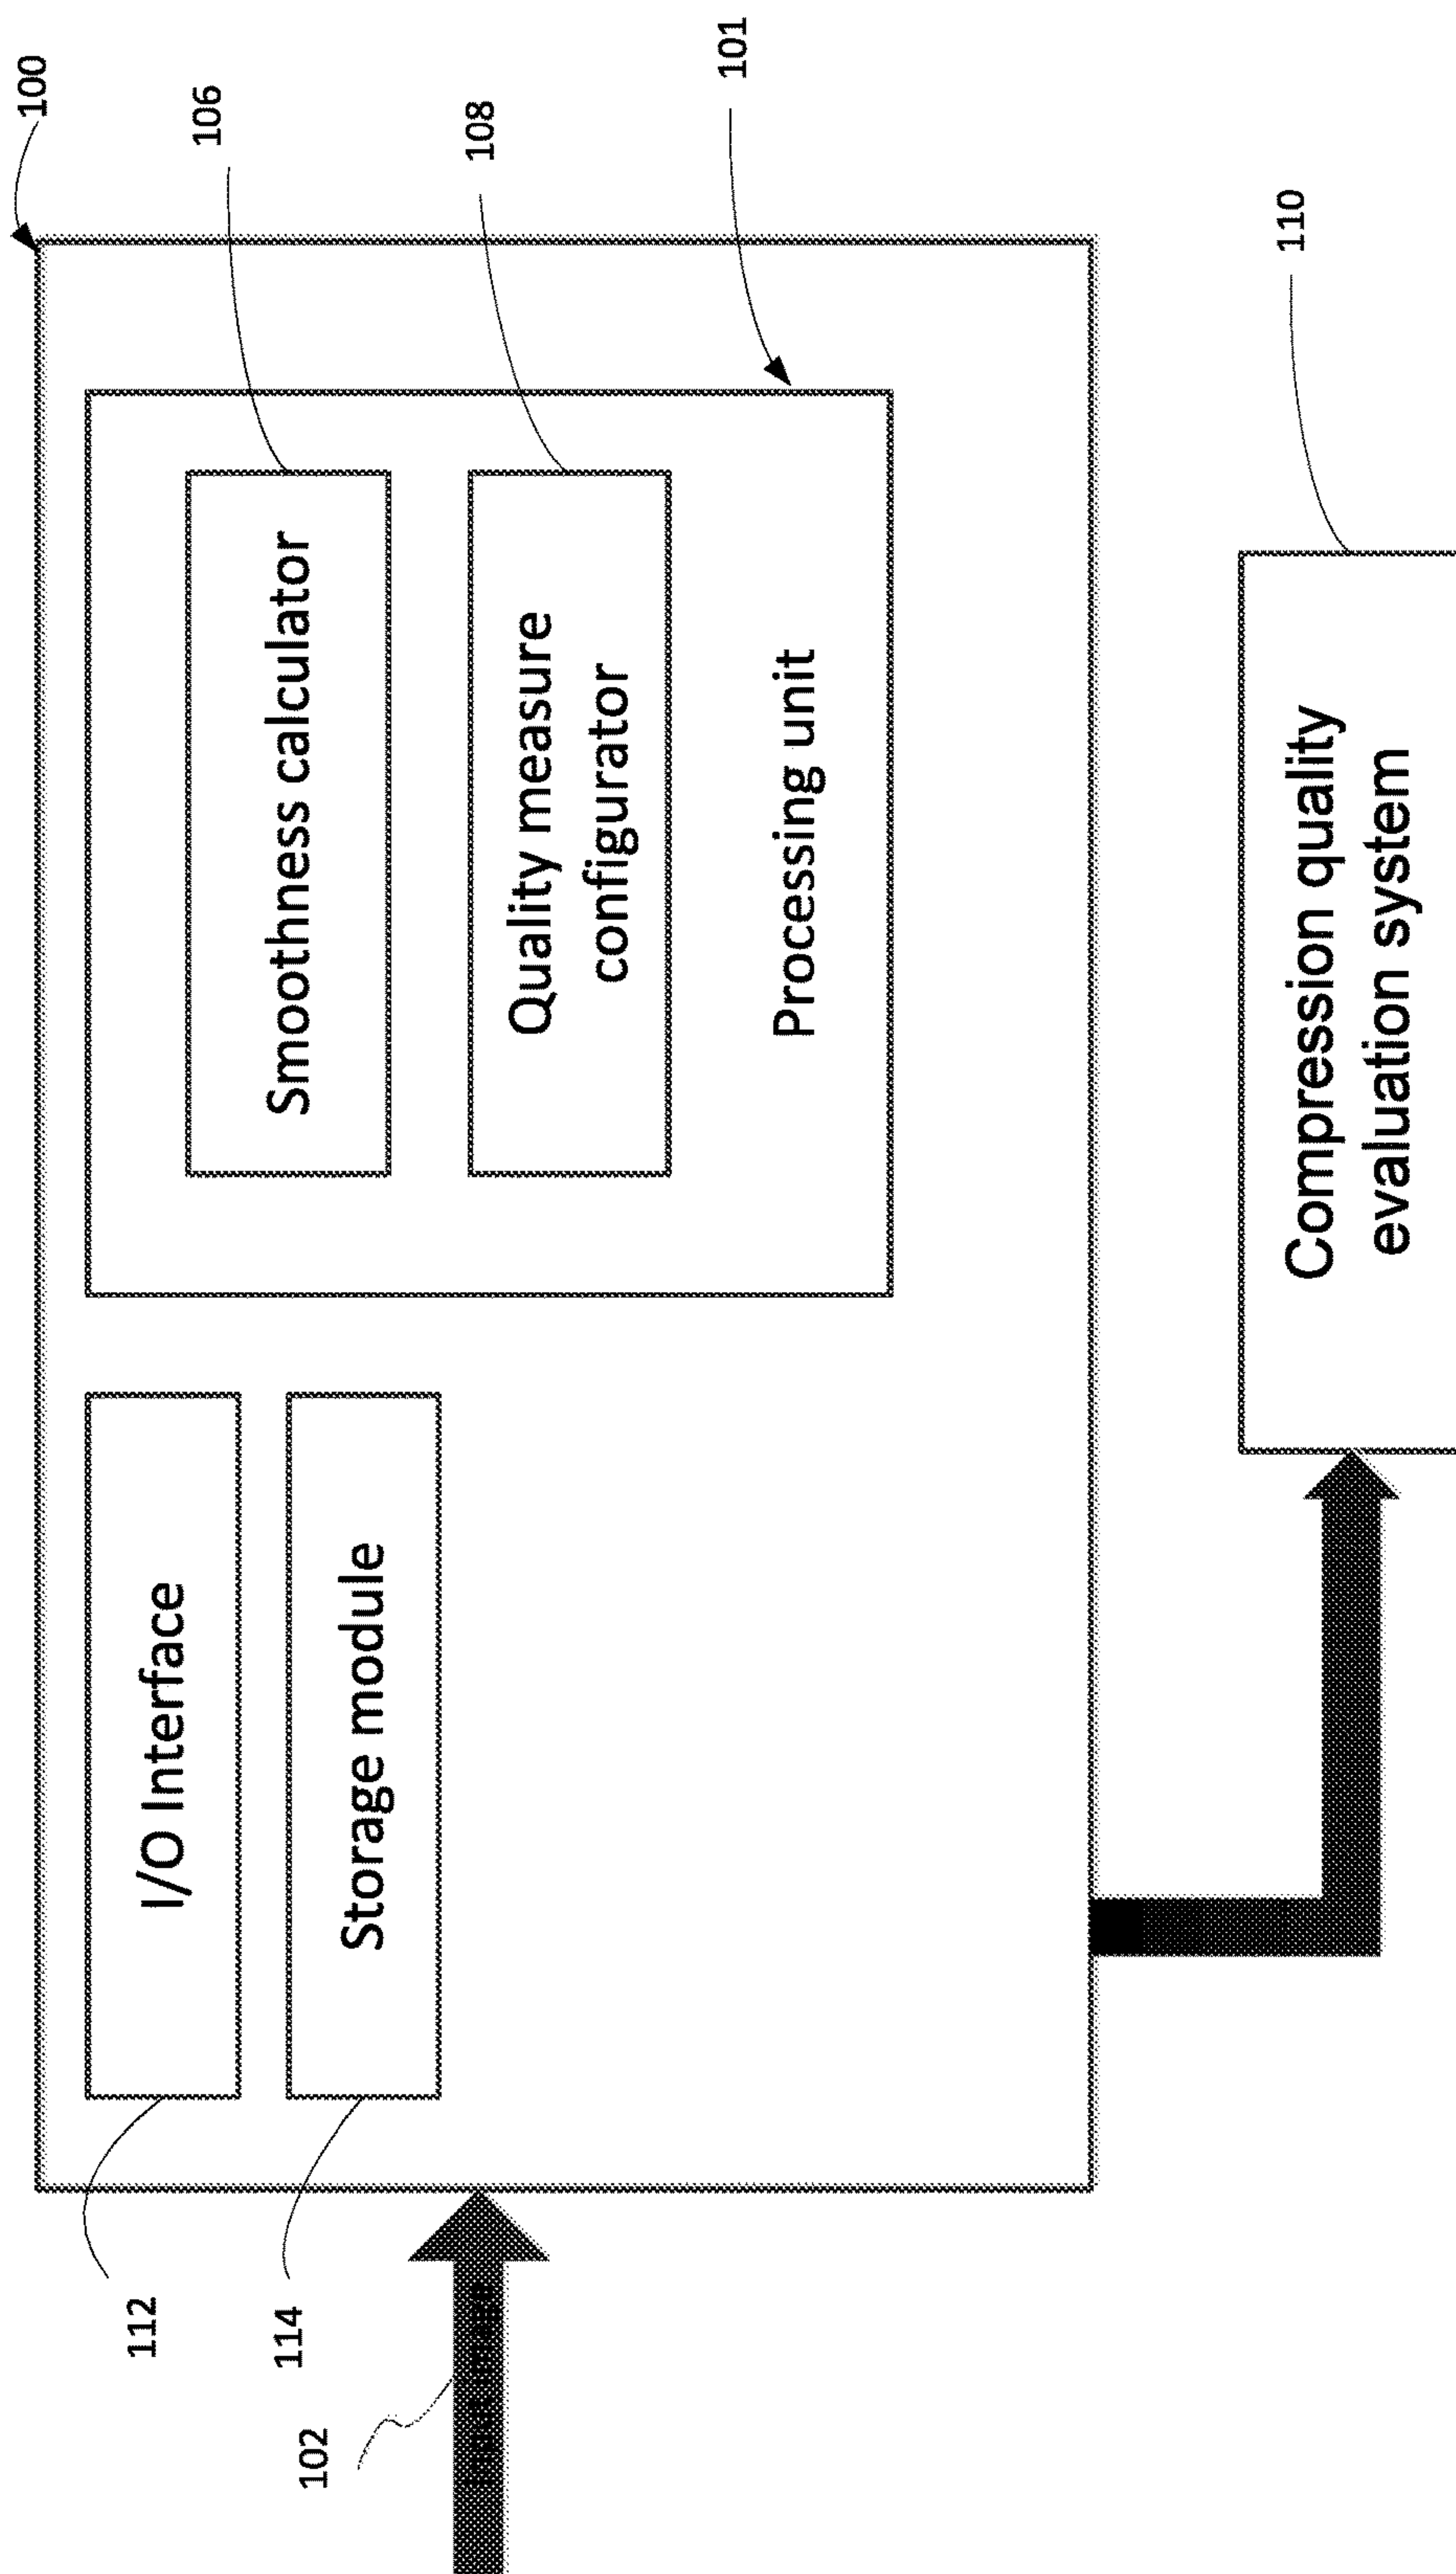 100
112
I/O Interface
106
114
Storage module
Smoothness calculator
102
108
Quality measure
configurator
101
Processing unit
110
Compression quality
evaluation system